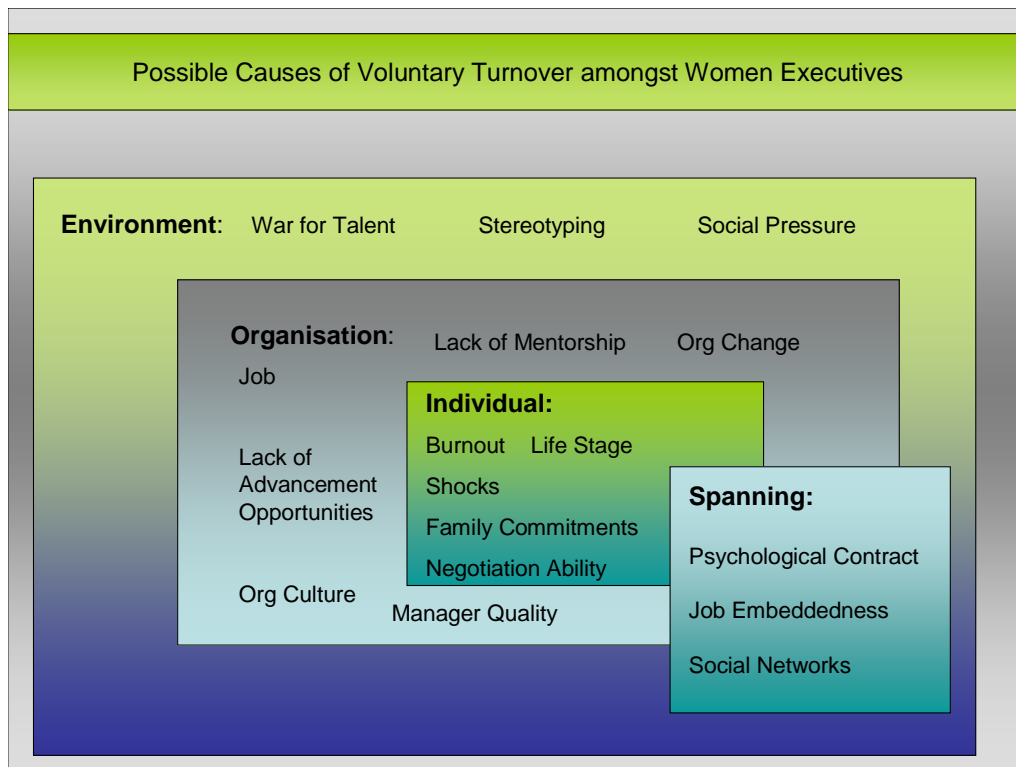 Possible Causes of Voluntary Turnover amongst Women Executives
Environment: War for Talent Stereotyping Social Pressure
Organisation: Lack of Mentorship Org Change
Job
Lack of
Advancement
Opportunities
Org Culture
Manager Quality
Individual:
Burnout Life Stage
Shocks
Family Commitments
Negotiation Ability
Spanning:
Psychological Contract
Job Embeddedness
Social Networks